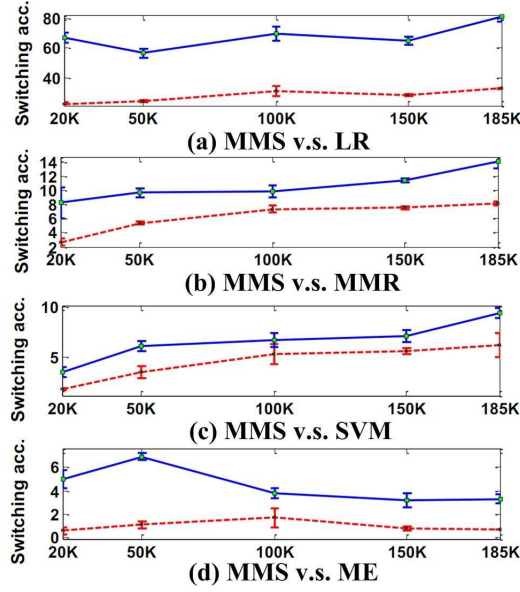 Switching acc.
80
60
40
20K 50K 100K 150K 185K
(a) MMS v.s. LR
Switching acc.
14
12
10
8
6
4
2
20K 50K 100K 150K 185K
(b) MMS v.s. MMR
Switching acc.
10
5
20K 50K 100K 150K 185K
(c) MMS v.s. SVM
Switching acc.
6
4
2
0
20K 50K 100K 150K 185K
(d) MMS v.s. ME